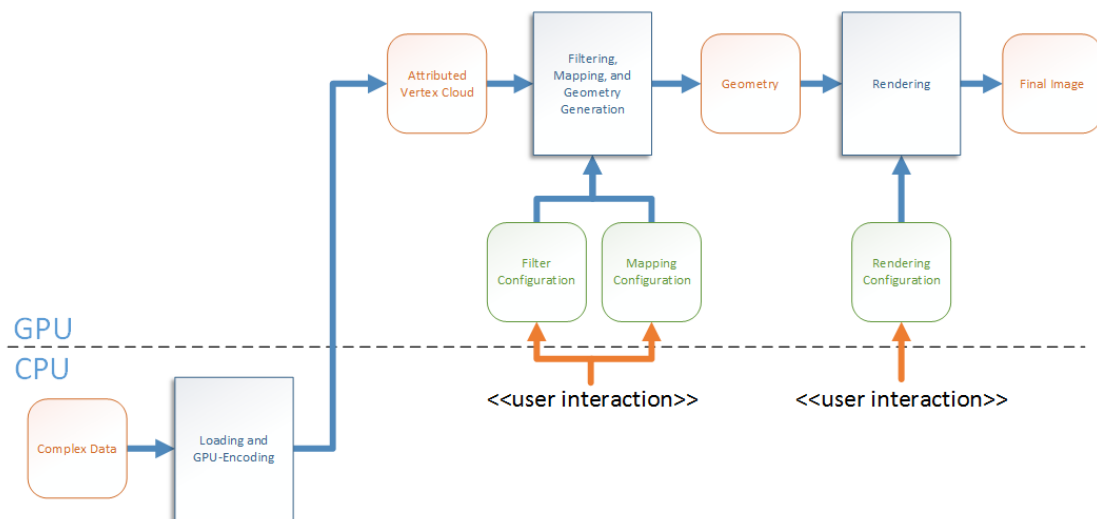 Attributed
Vertex Cloud
Filtering,
Mapping, and
Geometry
Generation
Geometry
Rendering
Final Image
Filter
Configuration
Mapping
Configuration
Rendering
Configuration
GPU
CPU
<<user interaction>>
<<user interaction>>
Complex Data
Loading and
GPU-Encoding